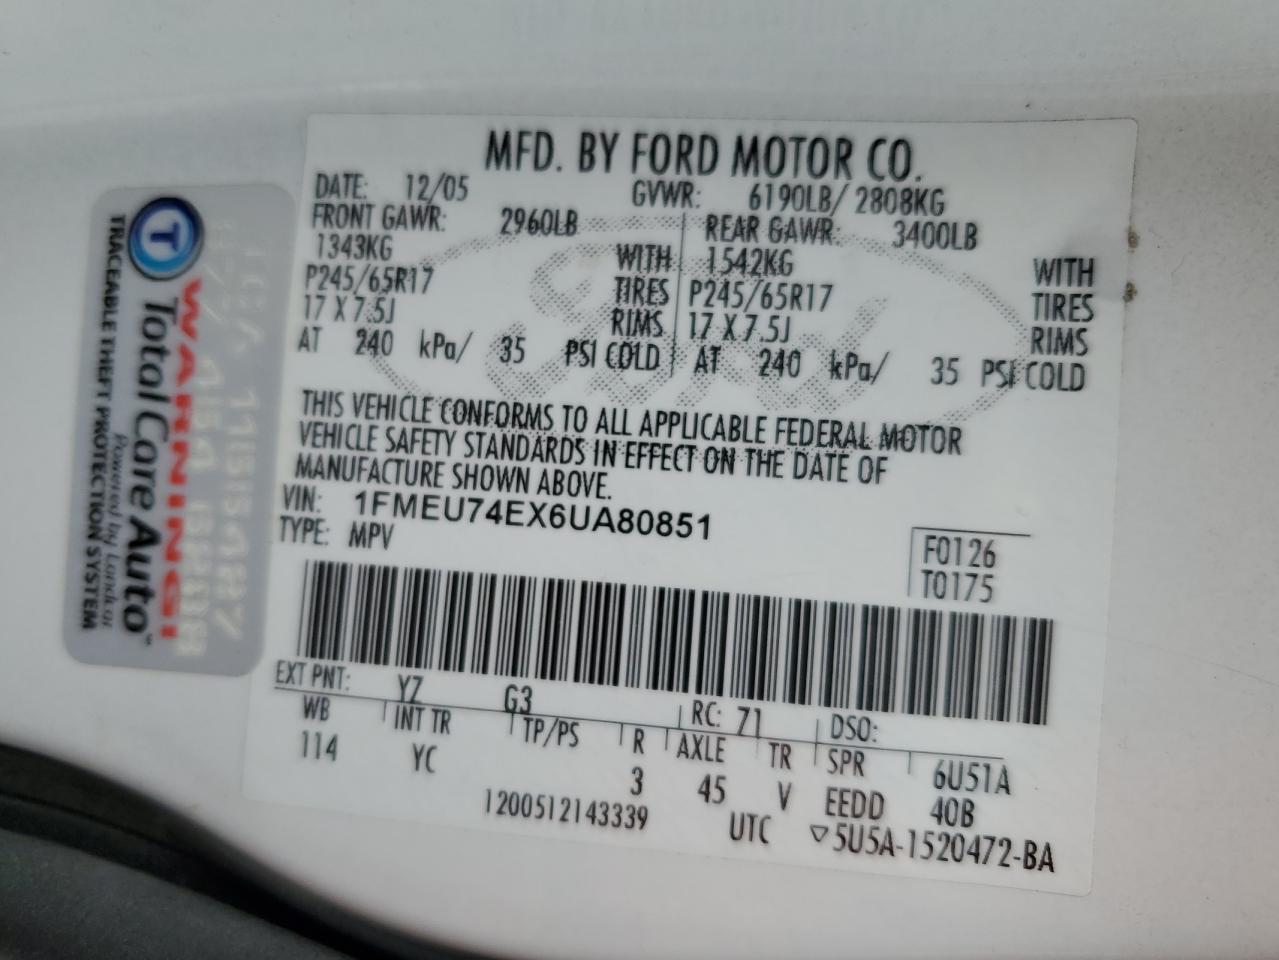 MFD. BY FORD MOTOR CO.
DATE: 12/05 GVWR: 6190LB/ 2808KG
FRONT GAWR: 2960LB REAR GAWR: 3400LB
1343KG WITH 1542KG WITH
P245/65R17 TIRES P245/65R17 TIRES
17 X 7.5J RIMS 17 X 7.5J RIMS
AT 240 kPa/ 35 PSI COLD AT 240 kPa/ 35 PSI COLD
Ford
THIS VEHICLE CONFORMS TO ALL APPLICABLE FEDERAL MOTOR
VEHICLE SAFETY STANDARDS IN EFFECT ON THE DATE OF
MANUFACTURE SHOWN ABOVE.
VIN: 1FMEU74EX6UA80851
TYPE: MPV
F0126
T0175
EXT PNT: YZ G3 RC: 71 DSO:
WB INT TR TP/PS R AXLE TR SPR 6U51A
114 YC 3 45 V EEDD 40B
1200512143339 UTC ▽5U5A-1520472-BA
T
Total Care Auto™
Powered by Landcar
TRACEABLE THEFT PROTECTION SYSTEM
WARNING!